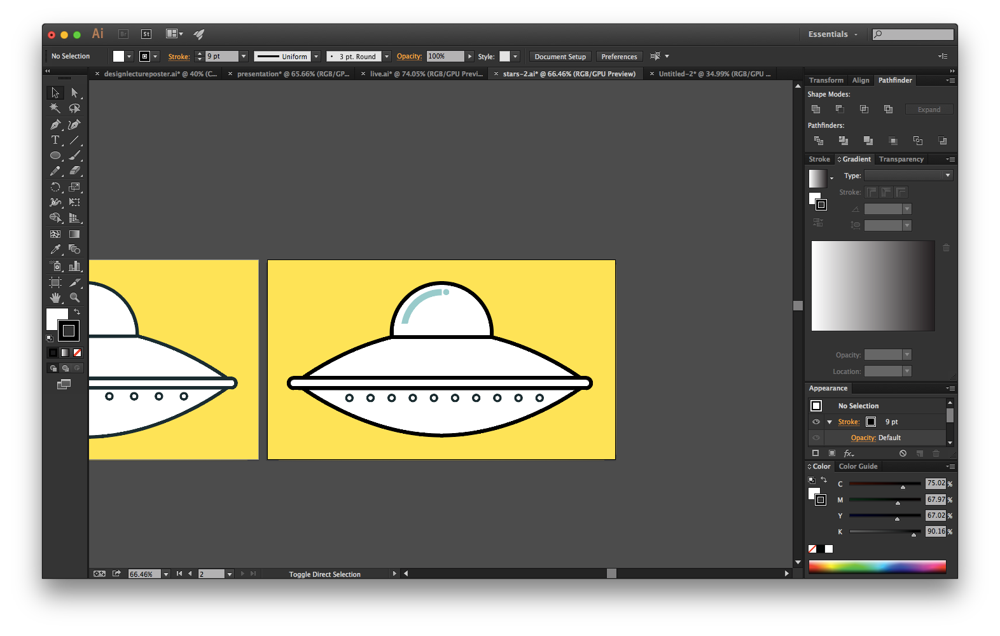 Ai Br St Essentials
No Selection Stroke: 9 pt Uniform 3 pt. Round Opacity: 100% Style: Document Setup Preferences
× designlectureposter.ai* @ 40% (C... × presentation* @ 65.66% (RGB/GP... × live.ai* @ 74.05% (RGB/GPU Previ... × stars-2.ai* @ 66.46% (RGB/GPU Preview) × Untitled-2* @ 34.99% (RGB/GPU ...
Transform Align Pathfinder
Shape Modes:
Expand
Pathfinders:
T
Stroke Gradient Transparency
Type:
Stroke:
Opacity:
Location:
Appearance
No Selection
Stroke: 9 pt
Opacity: Default
fx
Color Color Guide
C 75.02 %
M 67.97 %
Y 67.02 %
K 90.16 %
66.46% 2 Toggle Direct Selection